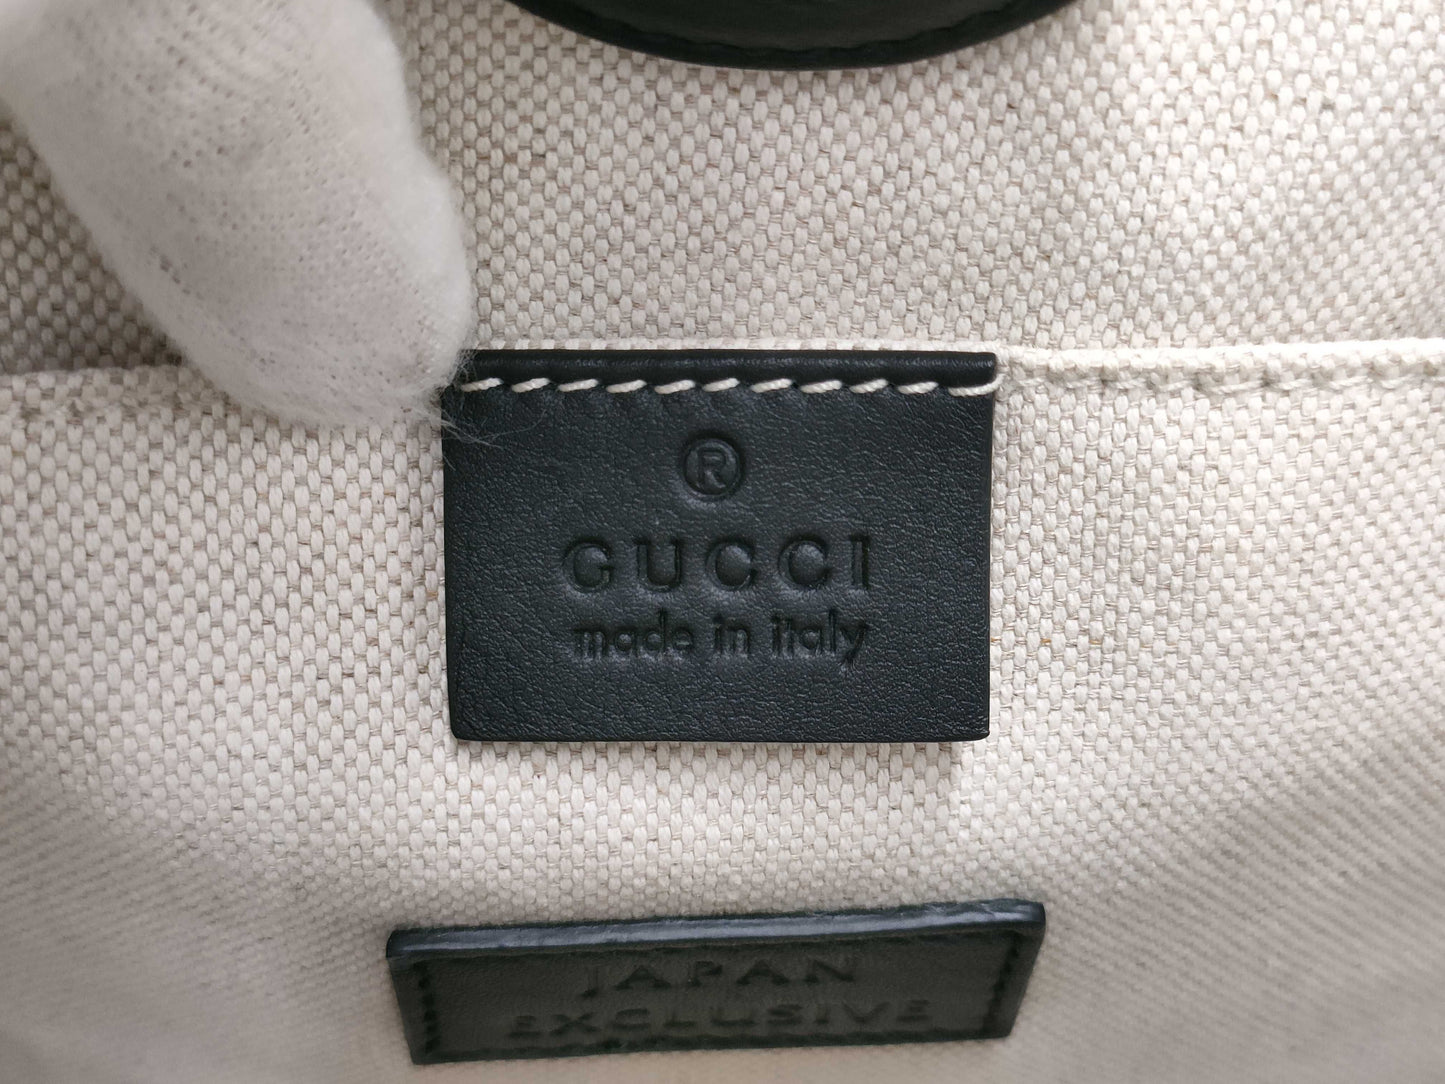 ®
GUCCI
made in italy
JAPAN
EXCLUSIVE